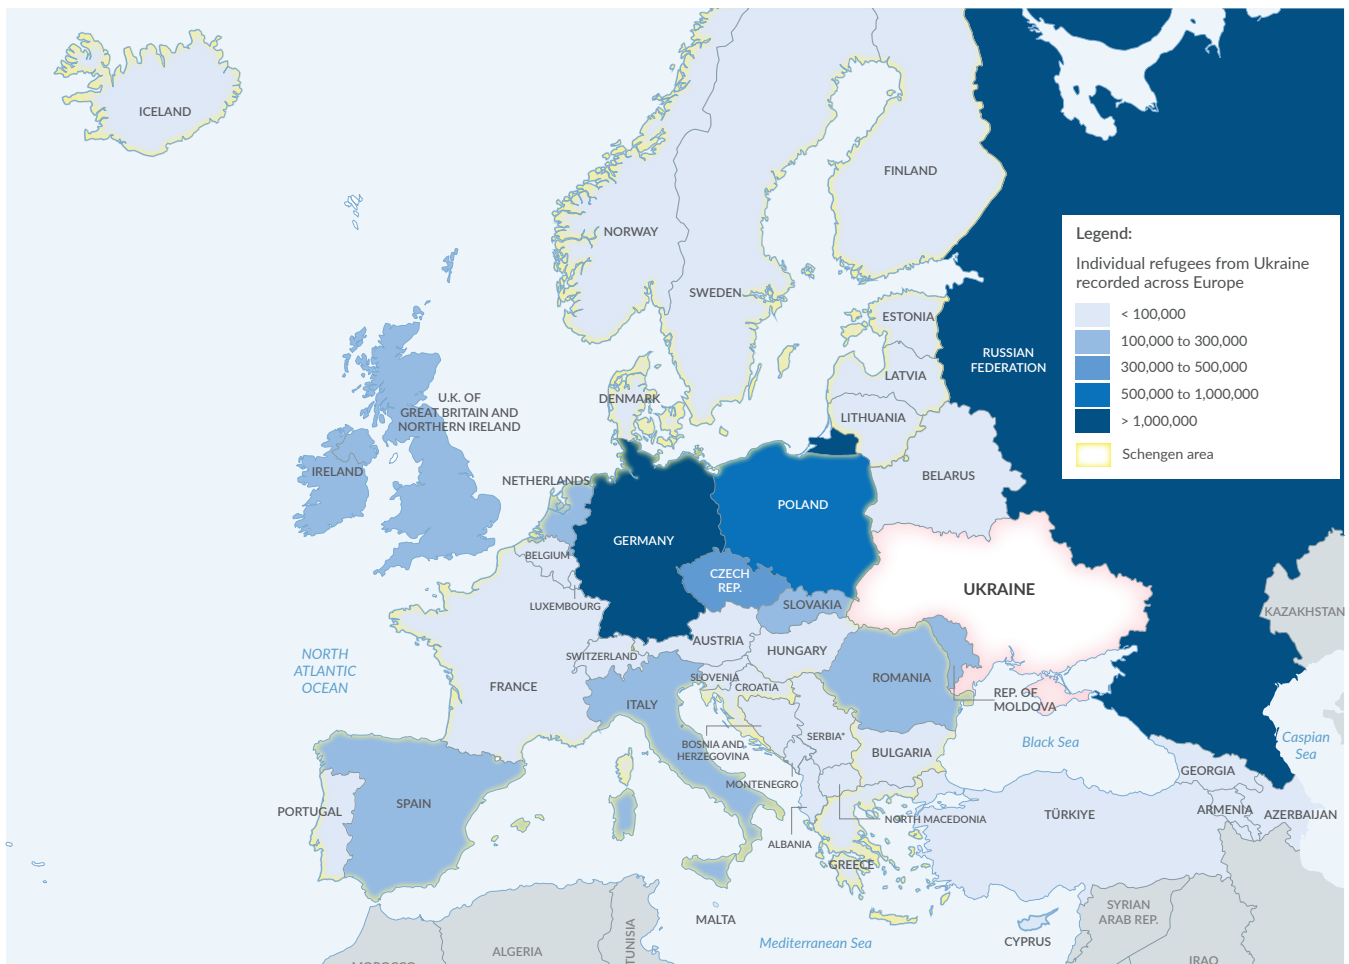 ICELAND
FINLAND
NORWAY
SWEDEN
Legend:
Individual refugees from Ukraine
recorded across Europe
< 100,000
100,000 to 300,000
300,000 to 500,000
500,000 to 1,000,000
> 1,000,000
Schengen area
ESTONIA
RUSSIAN
FEDERATION
LATVIA
DENMARK
U.K. OF
GREAT BRITAIN AND
NORTHERN IRELAND
LITHUANIA
IRELAND
NETHERLANDS
BELARUS
POLAND
GERMANY
BELGIUM
CZECH
REP.
UKRAINE
LUXEMBOURG
SLOVAKIA
KAZAKHSTAN
AUSTRIA
HUNGARY
SWITZERLAND
NORTH
ATLANTIC
OCEAN
FRANCE
SLOVENIA
CROATIA
ROMANIA
REP. OF
MOLDOVA
ITALY
SERBIA*
BOSNIA AND
HERZEGOVINA
BULGARIA
Black Sea
Caspian
Sea
MONTENEGRO
GEORGIA
PORTUGAL
SPAIN
ARMENIA
AZERBAIJAN
TÜRKIYE
NORTH MACEDONIA
ALBANIA
GREECE
MALTA
SYRIAN
ARAB REP.
CYPRUS
Mediterranean Sea
ALGERIA
TUNISIA
MOROCCO
IRAQ